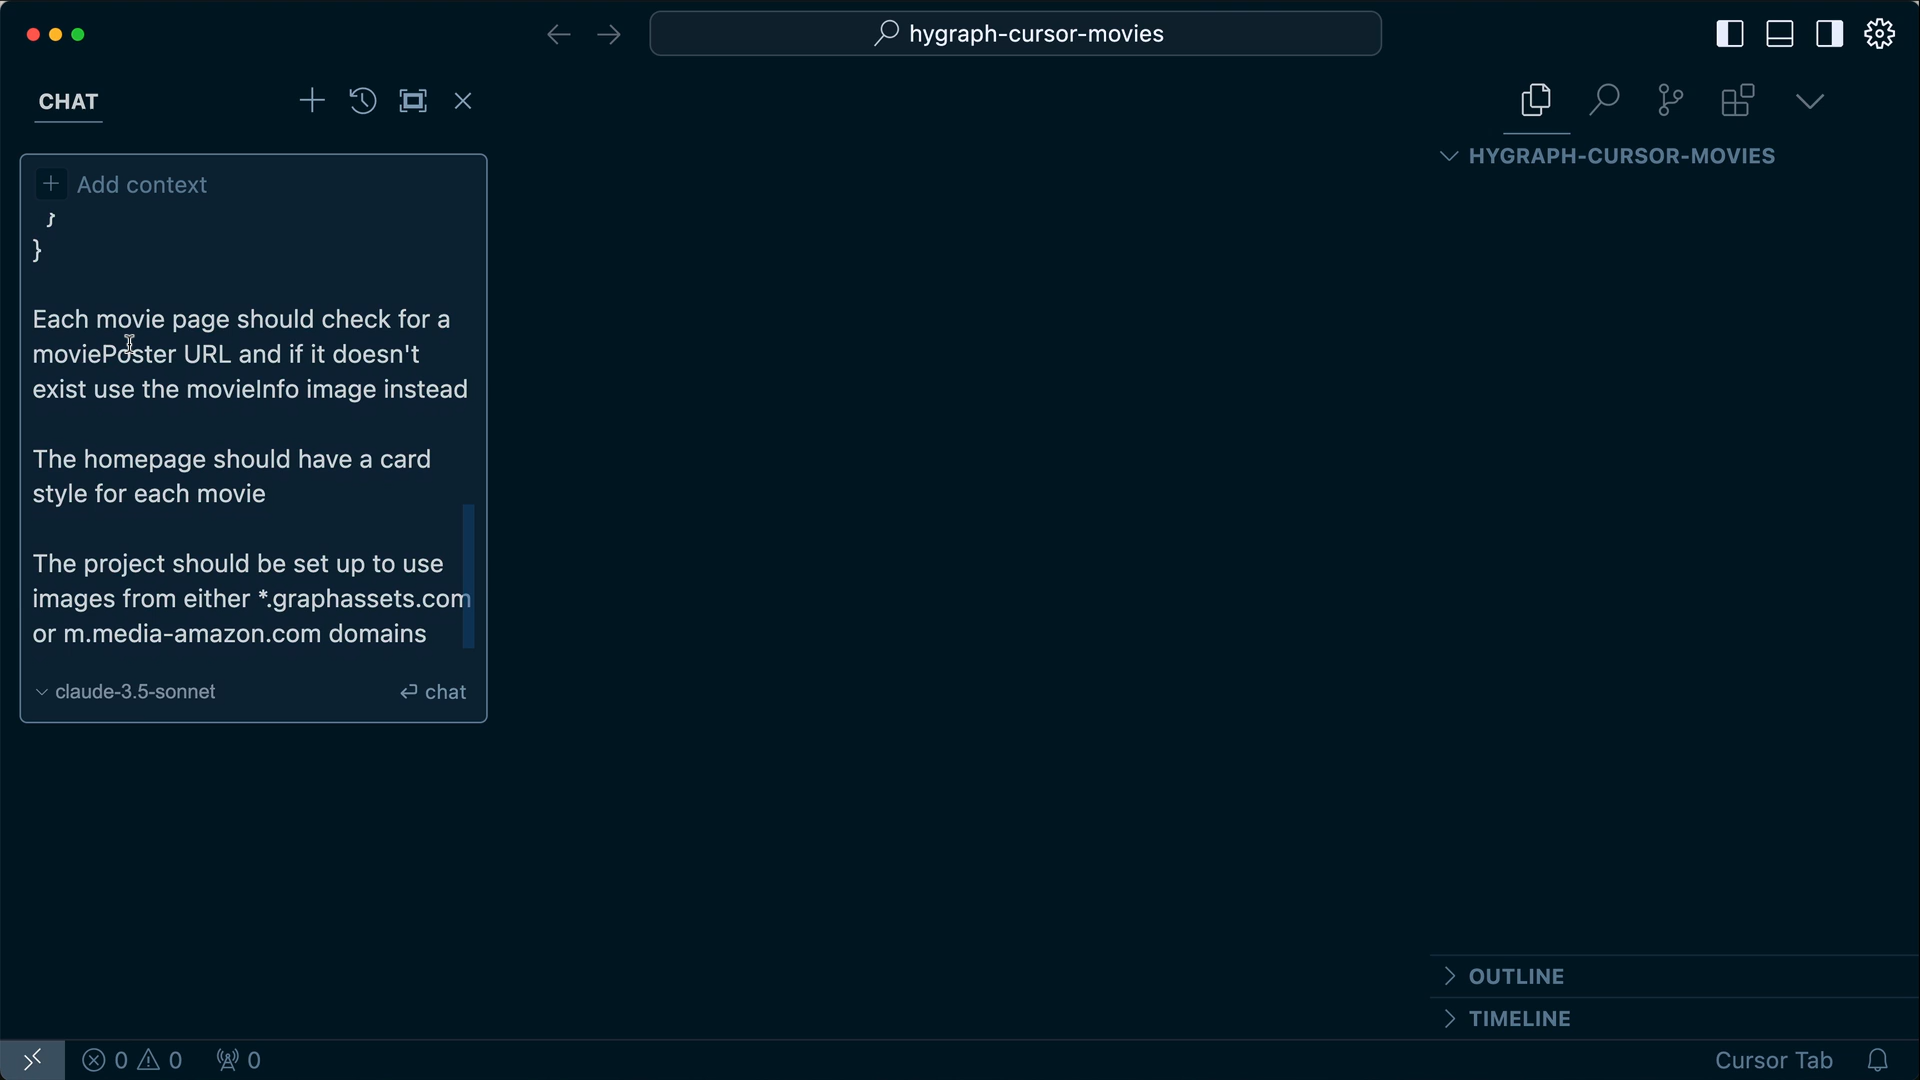 hygraph-cursor-movies
CHAT
HYGRAPH-CURSOR-MOVIES
Add context
}
Each movie page should check for a
moviePoster URL and if it doesn't
exist use the movieInfo image instead
The homepage should have a card
style for each movie
The project should be set up to use
images from either *.graphassets.com
or m.media-amazon.com domains
claude-3.5-sonnet
chat
OUTLINE
TIMELINE
0 0 0
Cursor Tab